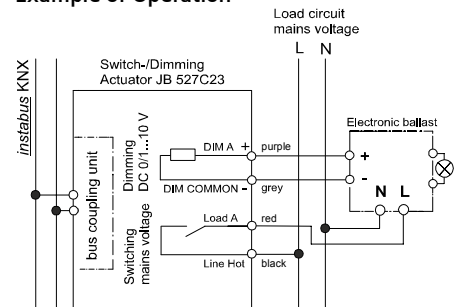 Example of Operation
Load circuit
mains voltage
L N
instabus KNX
Switch-/Dimming
Actuator JB 527C23
bus coupling unit
Dimming
DC 0/1...10 V
DIM A + purple
DIM COMMON - grey
Switching
mains voltage
Load A red
Line Hot black
Electronic ballast
+
-
N L